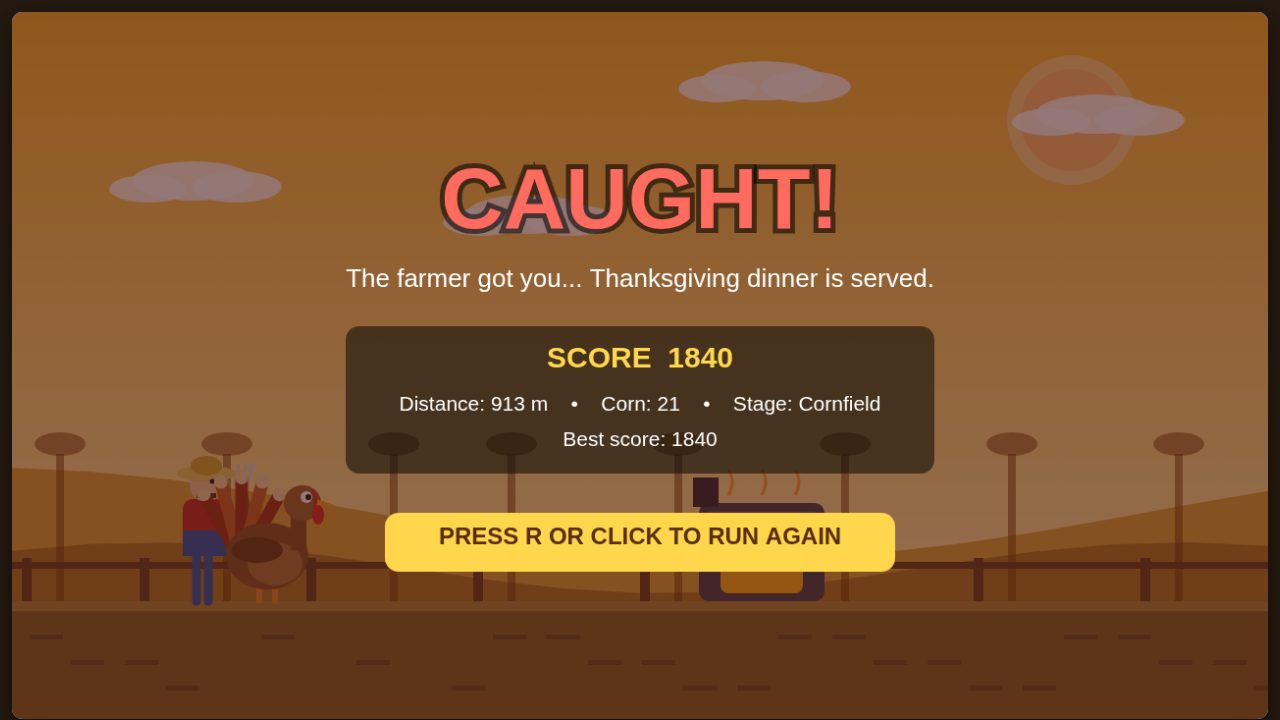 CAUGHT!
The farmer got you... Thanksgiving dinner is served.
SCORE 1840
Distance: 913 m • Corn: 21 • Stage: Cornfield
Best score: 1840
PRESS R OR CLICK TO RUN AGAIN